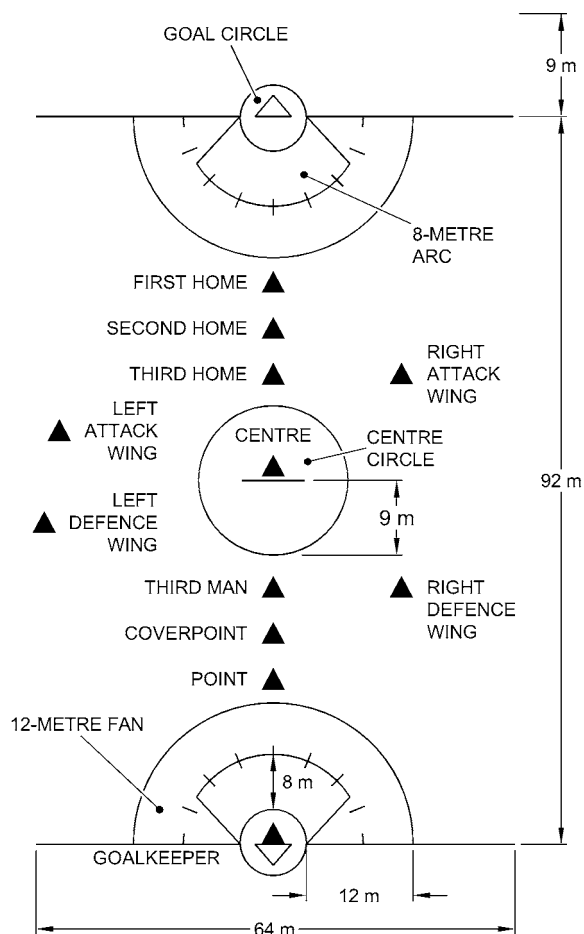 GOAL CIRCLE
9 m
8-METRE
ARC
FIRST HOME
SECOND HOME
THIRD HOME
RIGHT
ATTACK
WING
LEFT
ATTACK
WING
CENTRE
CENTRE
CIRCLE
92 m
LEFT
DEFENCE
WING
9 m
THIRD MAN
RIGHT
DEFENCE
WING
COVERPOINT
POINT
12-METRE FAN
8 m
GOALKEEPER
12 m
64 m